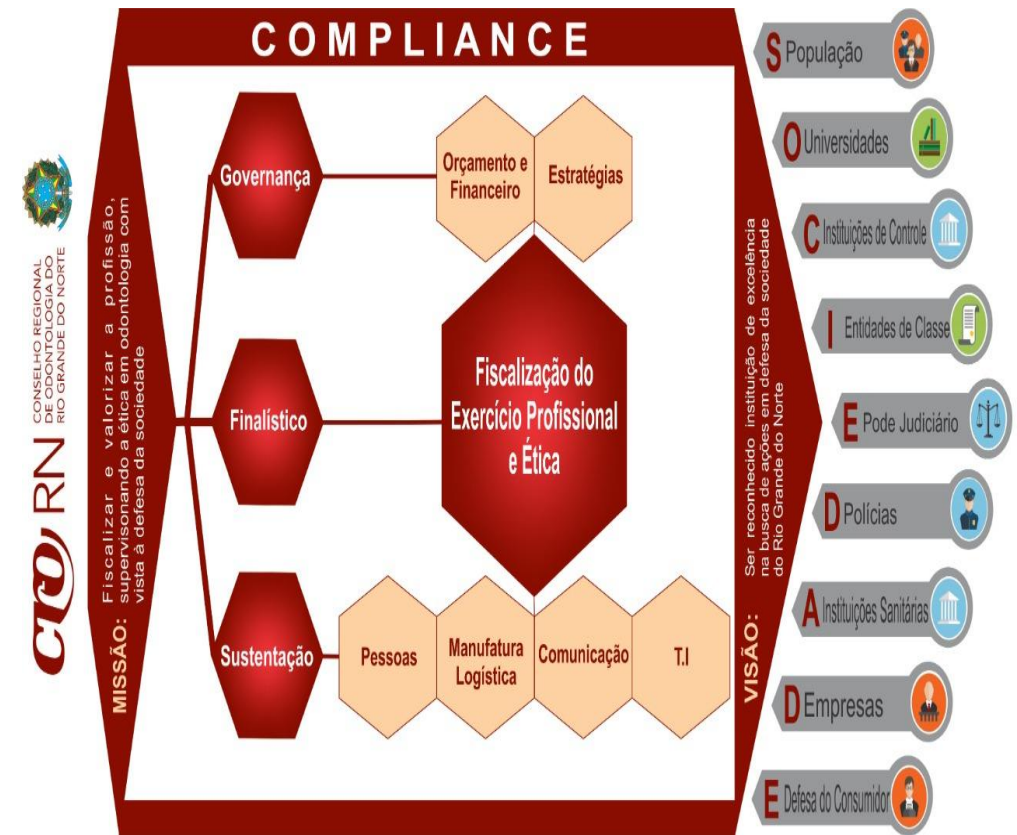 cro RN
CONSELHO REGIONAL
DE ODONTOLOGIA DO
RIO GRANDE DO NORTE
MISSÃO: Fiscalizar e valorizar a profissão,
supervisonando a ética em odontologia com
vista à defesa da sociedade
COMPLIANCE
Governança
Orçamento e
Financeiro
Estratégias
Finalístico
Fiscalização do
Exercício Profissional
e Ética
Sustentação
Pessoas
Manufatura
Logística
Comunicação
T.I
VISÃO: Ser reconhecido instituição de excelência
na busca de ações em defesa da sociedade
do Rio Grande do Norte
S População
O Universidades
C Instituições de Controle
I Entidades de Classe
E Pode Judiciário
D Polícias
A Instituições Sanitárias
D Empresas
E Defesa do Consumidor